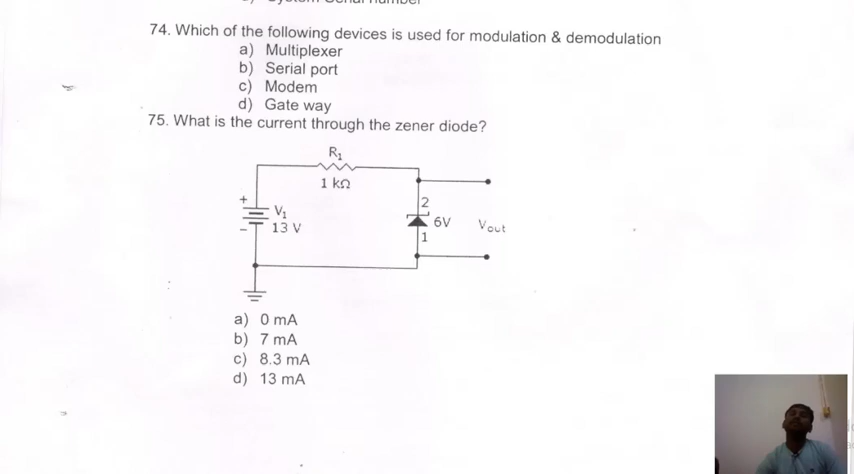 74. Which of the following devices is used for modulation & demodulation
a) Multiplexer
b) Serial port
c) Modem
d) Gate way
75. What is the current through the zener diode?
R₁
1 kΩ
+
V₁
-
13 V
2
6V
Vout
1
a) 0 mA
b) 7 mA
c) 8.3 mA
d) 13 mA